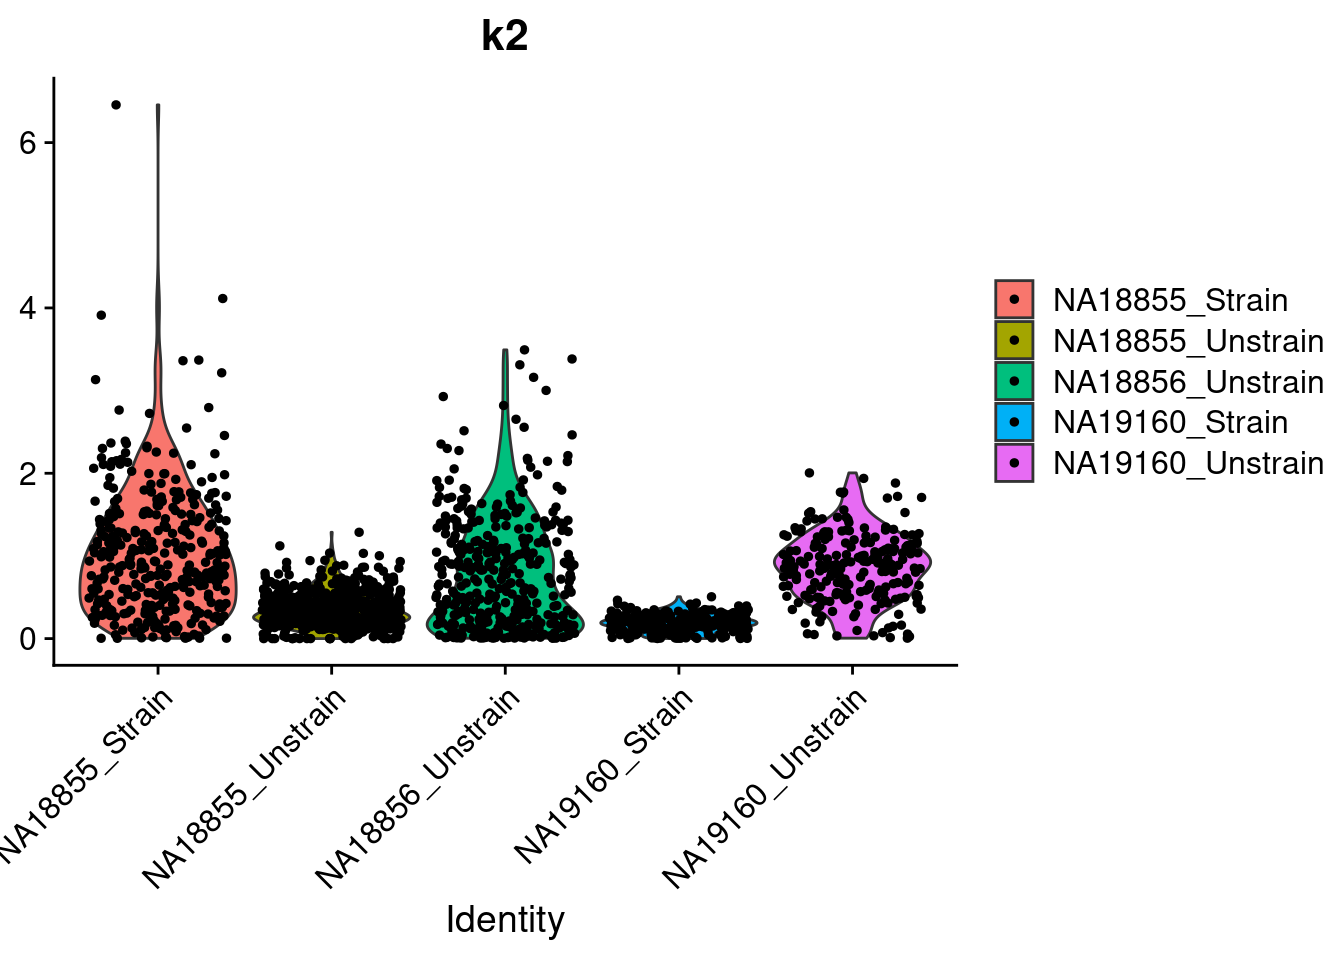 k2
6
4
2
0
NA18855_Strain
NA18855_Unstrain
NA18856_Unstrain
NA19160_Strain
NA19160_Unstrain
Identity
NA18855_Strain
NA18855_Unstrain
NA18856_Unstrain
NA19160_Strain
NA19160_Unstrain